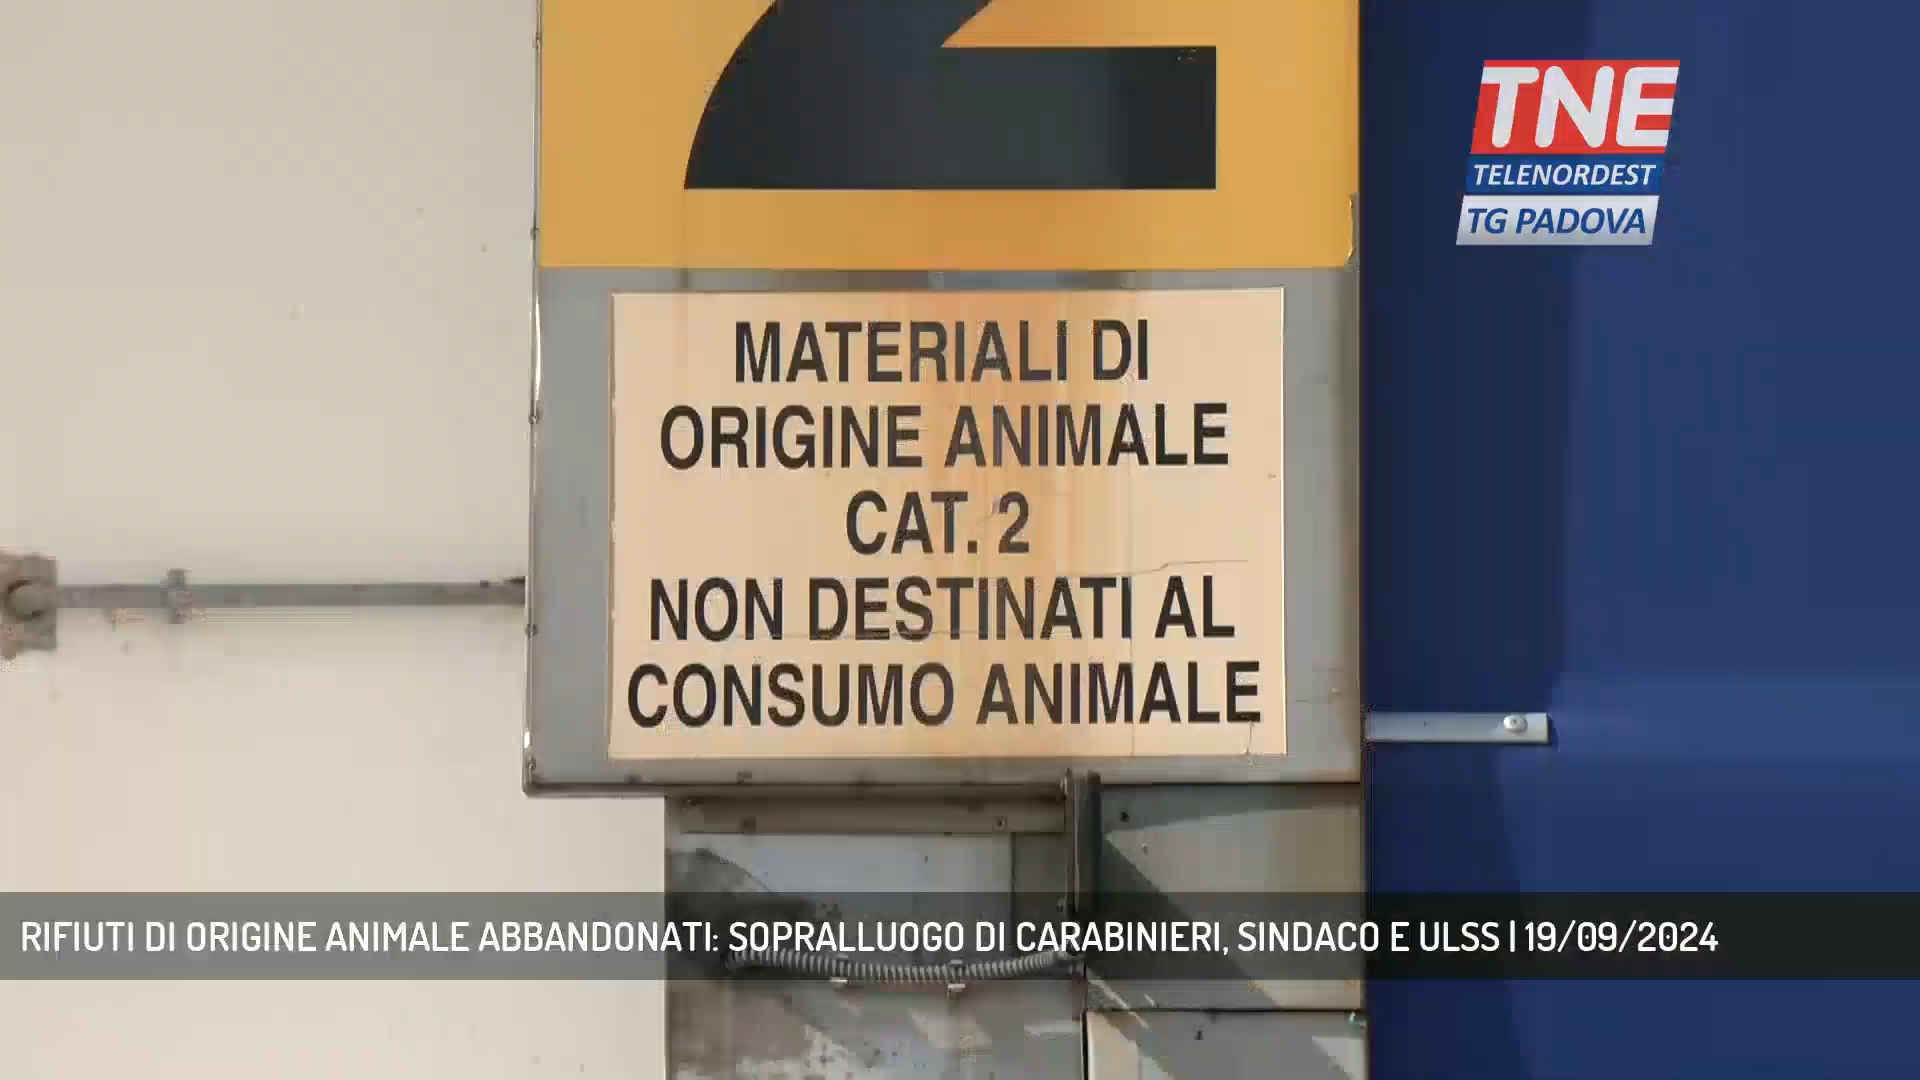 2
TNE
TELENORDEST
TG PADOVA
MATERIALI DI
ORIGINE ANIMALE
CAT. 2
NON DESTINATI AL
CONSUMO ANIMALE
RIFIUTI DI ORIGINE ANIMALE ABBANDONATI: SOPRALLUOGO DI CARABINIERI, SINDACO E ULSS | 19/09/2024